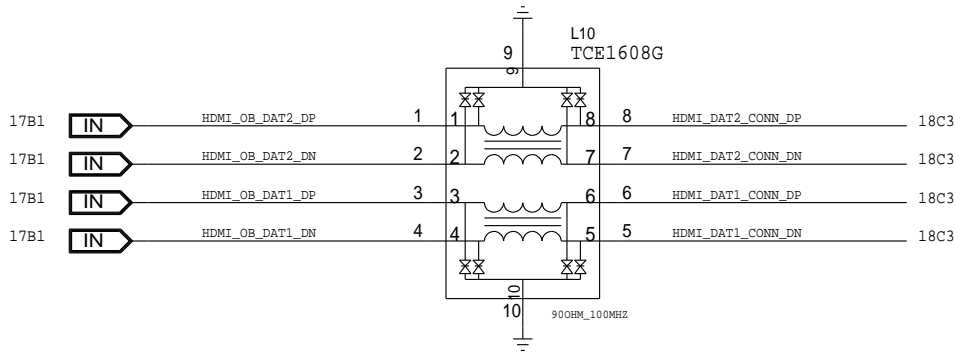 L10
TCE1608G
9
9
17B1 IN HDMI_OB_DAT2_DP 1 1 8 8 HDMI_DAT2_CONN_DP 18C3
17B1 IN HDMI_OB_DAT2_DN 2 2 7 7 HDMI_DAT2_CONN_DN 18C3
17B1 IN HDMI_OB_DAT1_DP 3 3 6 6 HDMI_DAT1_CONN_DP 18C3
17B1 IN HDMI_OB_DAT1_DN 4 4 5 5 HDMI_DAT1_CONN_DN 18C3
10
10
90OHM_100MHZ